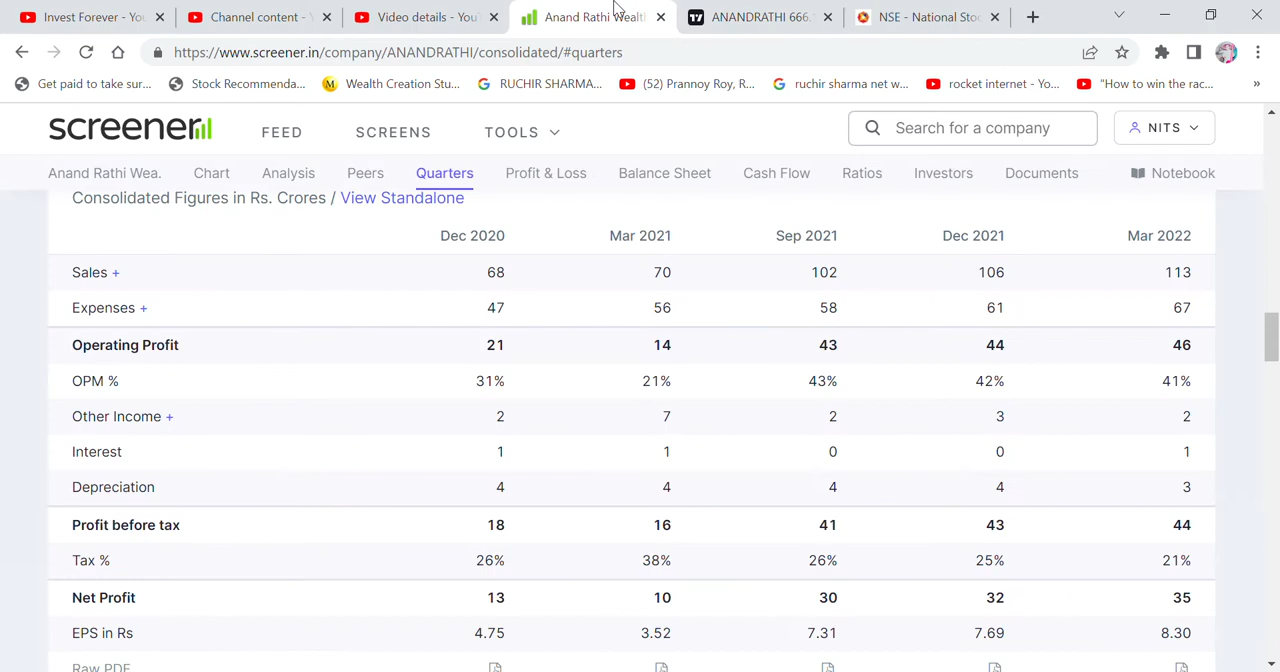 Invest Forever - You
Channel content -
Video details - You
Anand Rathi Wealth
ANANDRATHI 666.
NSE - National Stoc
https://www.screener.in/company/ANANDRATHI/consolidated/#quarters
Get paid to take sur...
Stock Recommenda...
Wealth Creation Stu...
RUCHIR SHARMA...
(52) Prannoy Roy, R...
ruchir sharma net w...
rocket internet - Yo...
"How to win the rac...
»
screener
FEED
SCREENS
TOOLS
Search for a company
NITS
Anand Rathi Wea.
Chart
Analysis
Peers
Quarters
Profit & Loss
Balance Sheet
Cash Flow
Ratios
Investors
Documents
Notebook
Consolidated Figures in Rs. Crores / View Standalone
Dec 2020 Mar 2021 Sep 2021 Dec 2021 Mar 2022
Sales + 68 70 102 106 113
Expenses + 47 56 58 61 67
Operating Profit 21 14 43 44 46
OPM % 31% 21% 43% 42% 41%
Other Income + 2 7 2 3 2
Interest 1 1 0 0 1
Depreciation 4 4 4 4 3
Profit before tax 18 16 41 43 44
Tax % 26% 38% 26% 25% 21%
Net Profit 13 10 30 32 35
EPS in Rs 4.75 3.52 7.31 7.69 8.30
Raw PDF